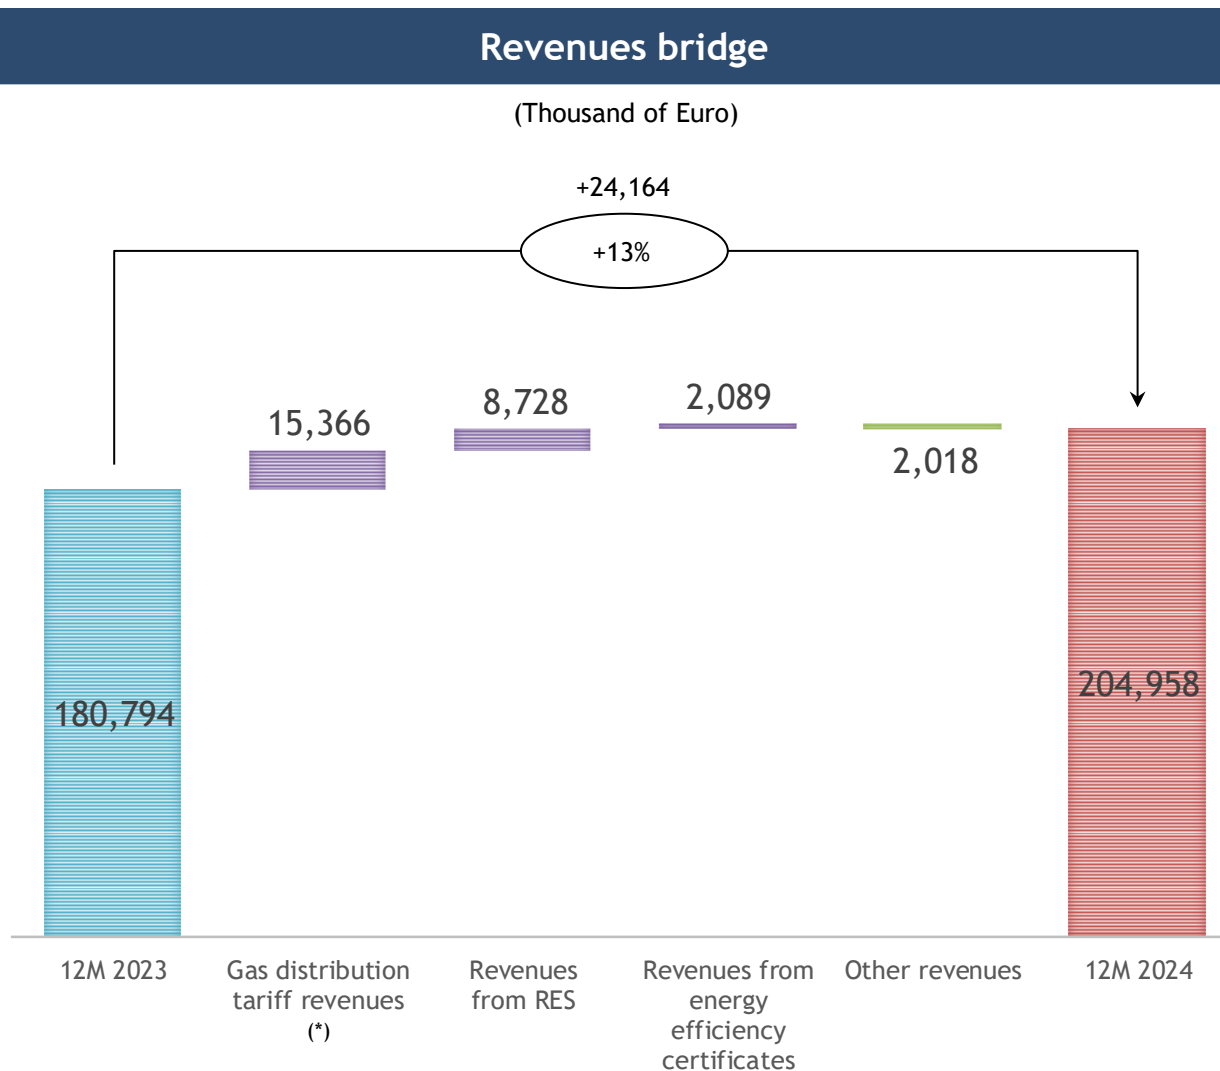 Revenues bridge
(Thousand of Euro)
+24,164
+13%
15,366
8,728
2,089
2,018
180,794
204,958
12M 2023
Gas distribution
tariff revenues
(*)
Revenues
from RES
Revenues from
energy
efficiency
certificates
Other revenues
12M 2024